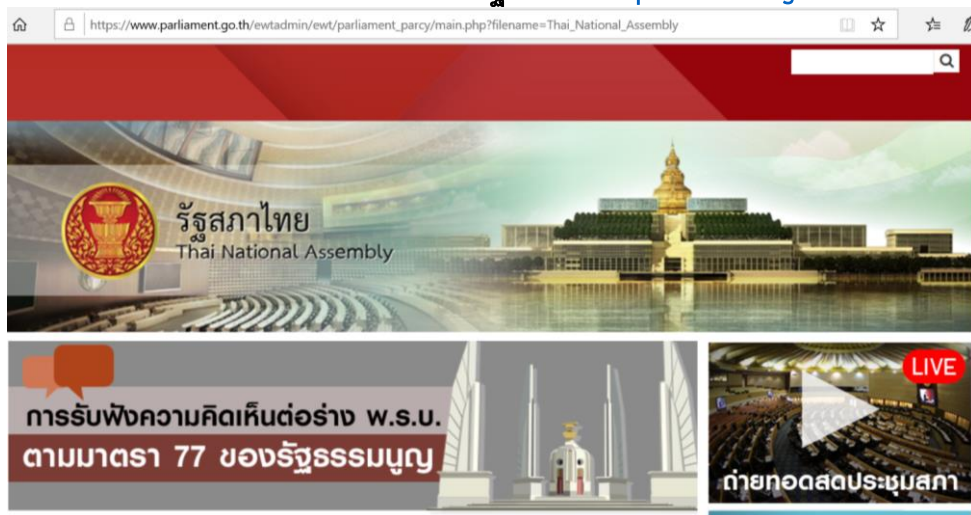 https://www.parliament.go.th/ewtadmin/ewt/parliament_parcy/main.php?filename=Thai_National_Assembly
รัฐสภาไทย
Thai National Assembly
การรับฟังความคิดเห็นต่อร่าง พ.ร.บ.
ตามมาตรา 77 ของรัฐธรรมนูญ
LIVE
ถ่ายทอดสดประชุมสภา